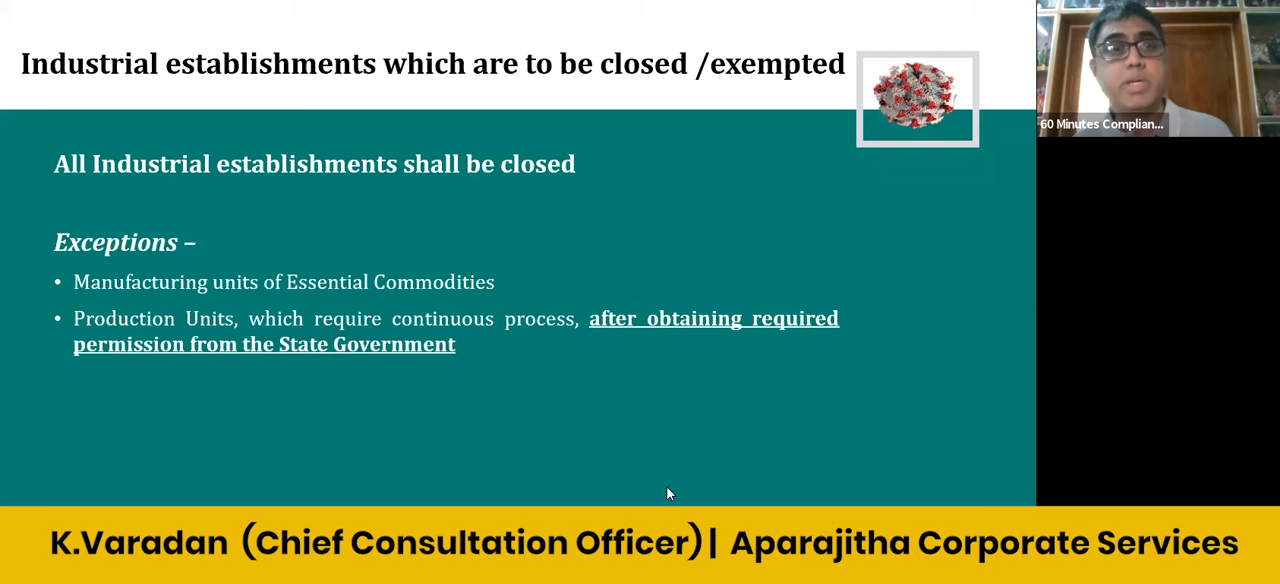 Industrial establishments which are to be closed /exempted
60 Minutes Complian...
All Industrial establishments shall be closed
Exceptions –
• Manufacturing units of Essential Commodities
• Production Units, which require continuous process, after obtaining required
permission from the State Government
K.Varadan (Chief Consultation Officer) | Aparajitha Corporate Services